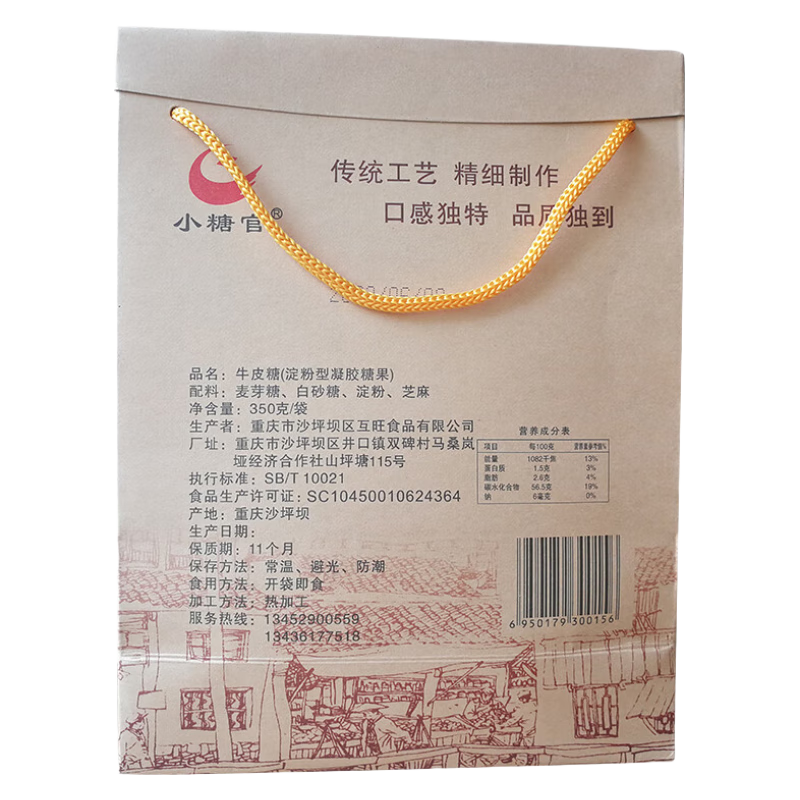 传统工艺 精细制作
口感独特 品质独到
小糖官®
品名：牛皮糖(淀粉型凝胶糖果)
配料：麦芽糖、白砂糖、淀粉、芝麻
净含量：350克/袋
生产者：重庆市沙坪坝区互旺食品有限公司
厂址：重庆市沙坪坝区井口镇双碑村马桑岚
垭经济合作社山坪塘115号
执行标准：SB/T 10021
食品生产许可证：SC10450010624364
产地：重庆沙坪坝
生产日期：
保质期：11个月
保存方法：常温、避光、防潮
食用方法：开袋即食
加工方法：热加工
服务热线：13452900559
13436177518
营养成分表
项目 每100克 营养素参考值%
能量 1082千焦 13%
蛋白质 1.5克 3%
脂肪 2.6克 4%
碳水化合物 56.5克 19%
钠 6毫克 0%
6 950179 300156